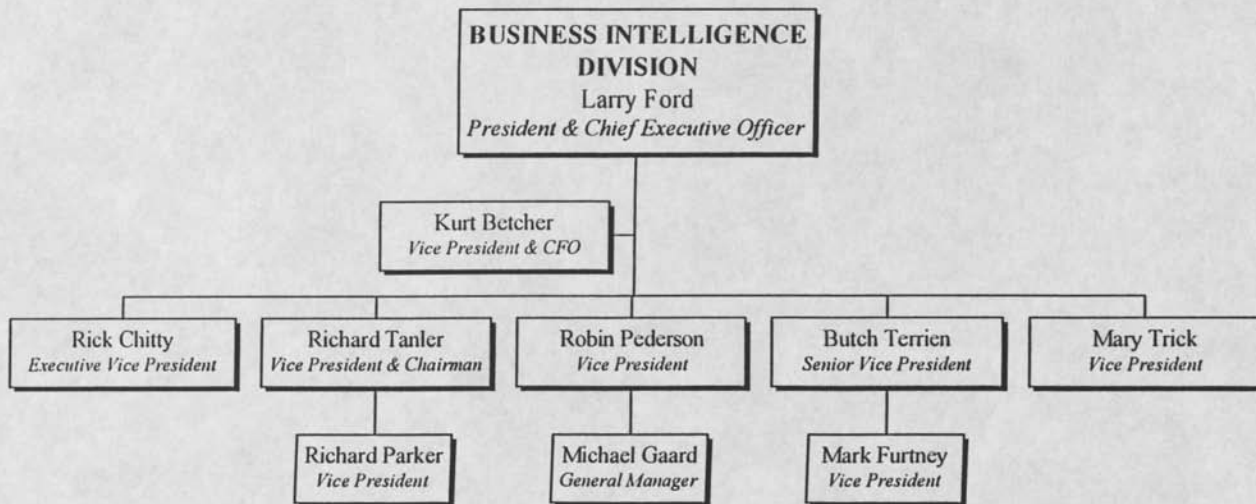 BUSINESS INTELLIGENCE
DIVISION
Larry Ford
President & Chief Executive Officer
Kurt Betcher
Vice President & CFO
Rick Chitty
Executive Vice President
Richard Tanler
Vice President & Chairman
Robin Pederson
Vice President
Butch Terrien
Senior Vice President
Mary Trick
Vice President
Richard Parker
Vice President
Michael Gaard
General Manager
Mark Furtney
Vice President